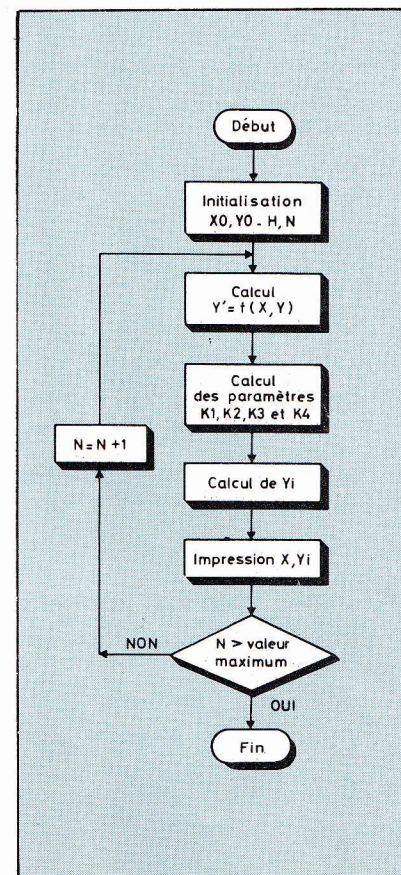 Début
Initialisation
X0,Y0 - H,N
Calcul
Y'= f(X,Y)
Calcul
des paramètres
K1,K2,K3 et K4
N=N+1
Calcul de Yi
Impression X,Yi
NON
N > valeur
maximum
OUI
Fin